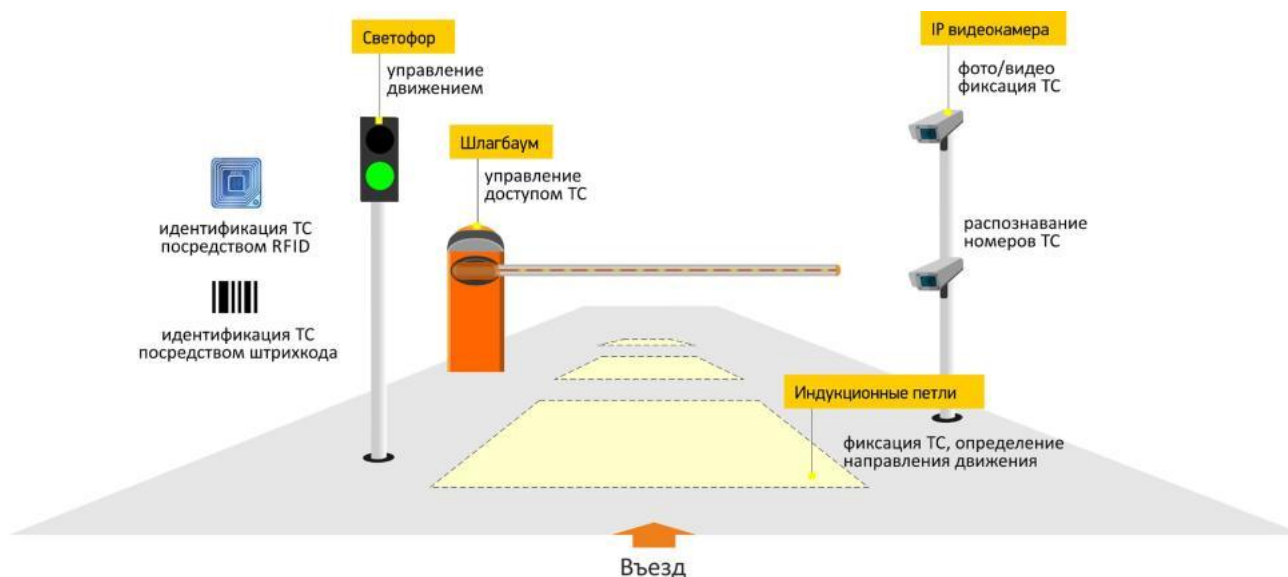 Светофор
управление
движением
IP видеокамера
фото/видео
фиксация ТС
Шлагбаум
управление
доступом ТС
идентификация ТС
посредством RFID
распознавание
номеров ТС
идентификация ТС
посредством штрихкода
Индукционные петли
фиксация ТС, определение
направления движения
Въезд